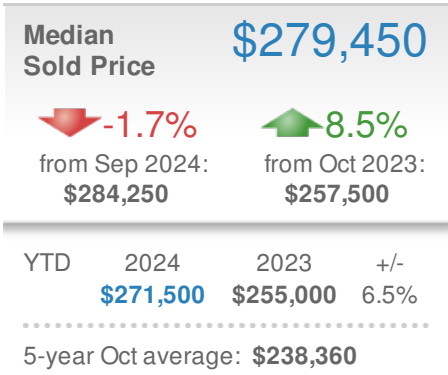 Median
Sold Price
$279,450
-1.7% 8.5%
from Sep 2024: from Oct 2023:
$284,250 $257,500
YTD 2024 2023 +/-
$271,500 $255,000 6.5%
5-year Oct average: $238,360